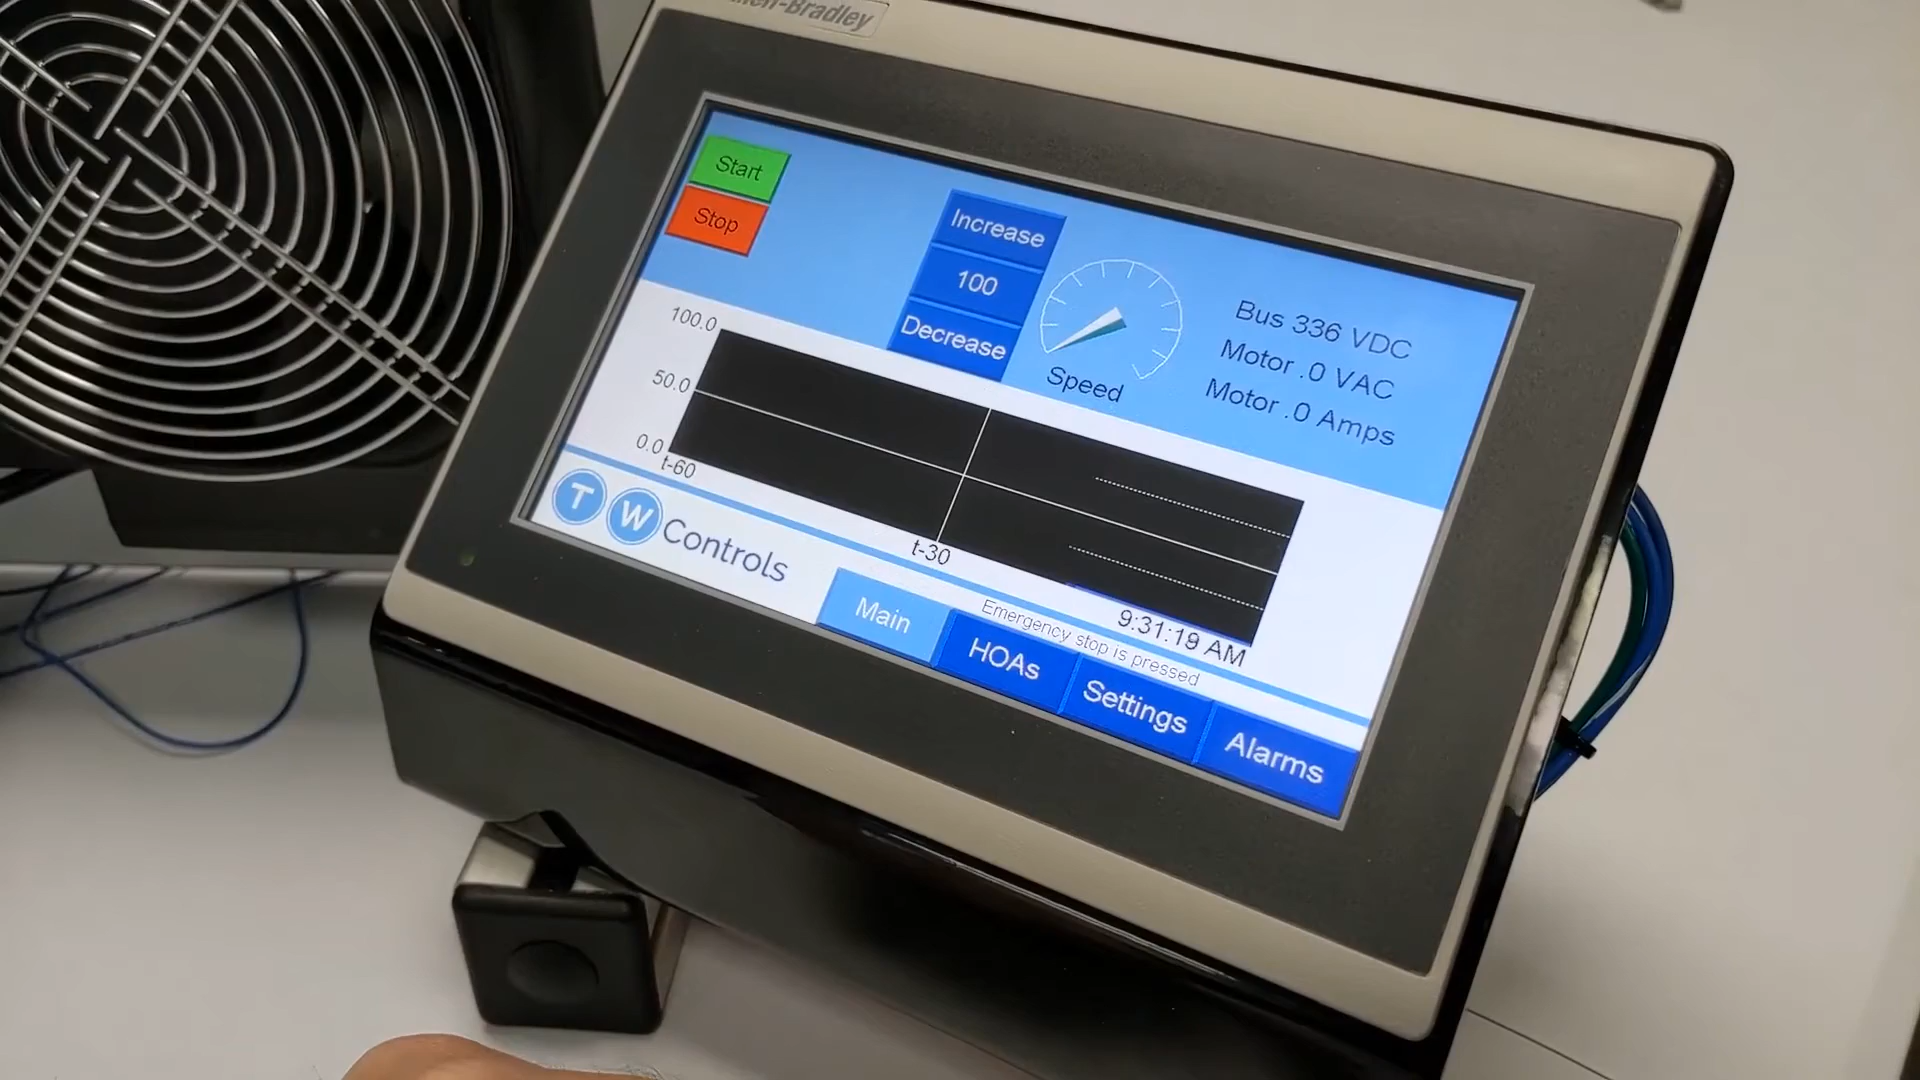 Allen-Bradley
Start
Stop
Increase
100
Decrease
Speed
Bus 336 VDC
Motor .0 VAC
Motor .0 Amps
100.0
50.0
0.0
t-60
t-30
9:31:19 AM
T W Controls
Emergency stop is pressed
Main
HOAs
Settings
Alarms